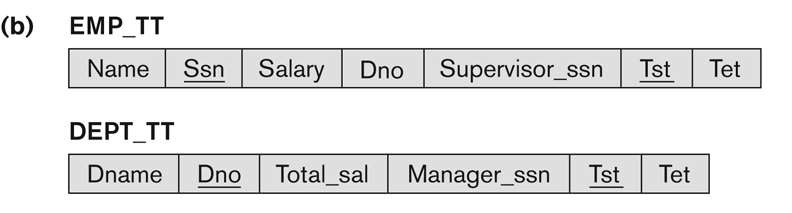 (b) EMP_TT
Name Ssn Salary Dno Supervisor_ssn Tst Tet
DEPT_TT
Dname Dno Total_sal Manager_ssn Tst Tet